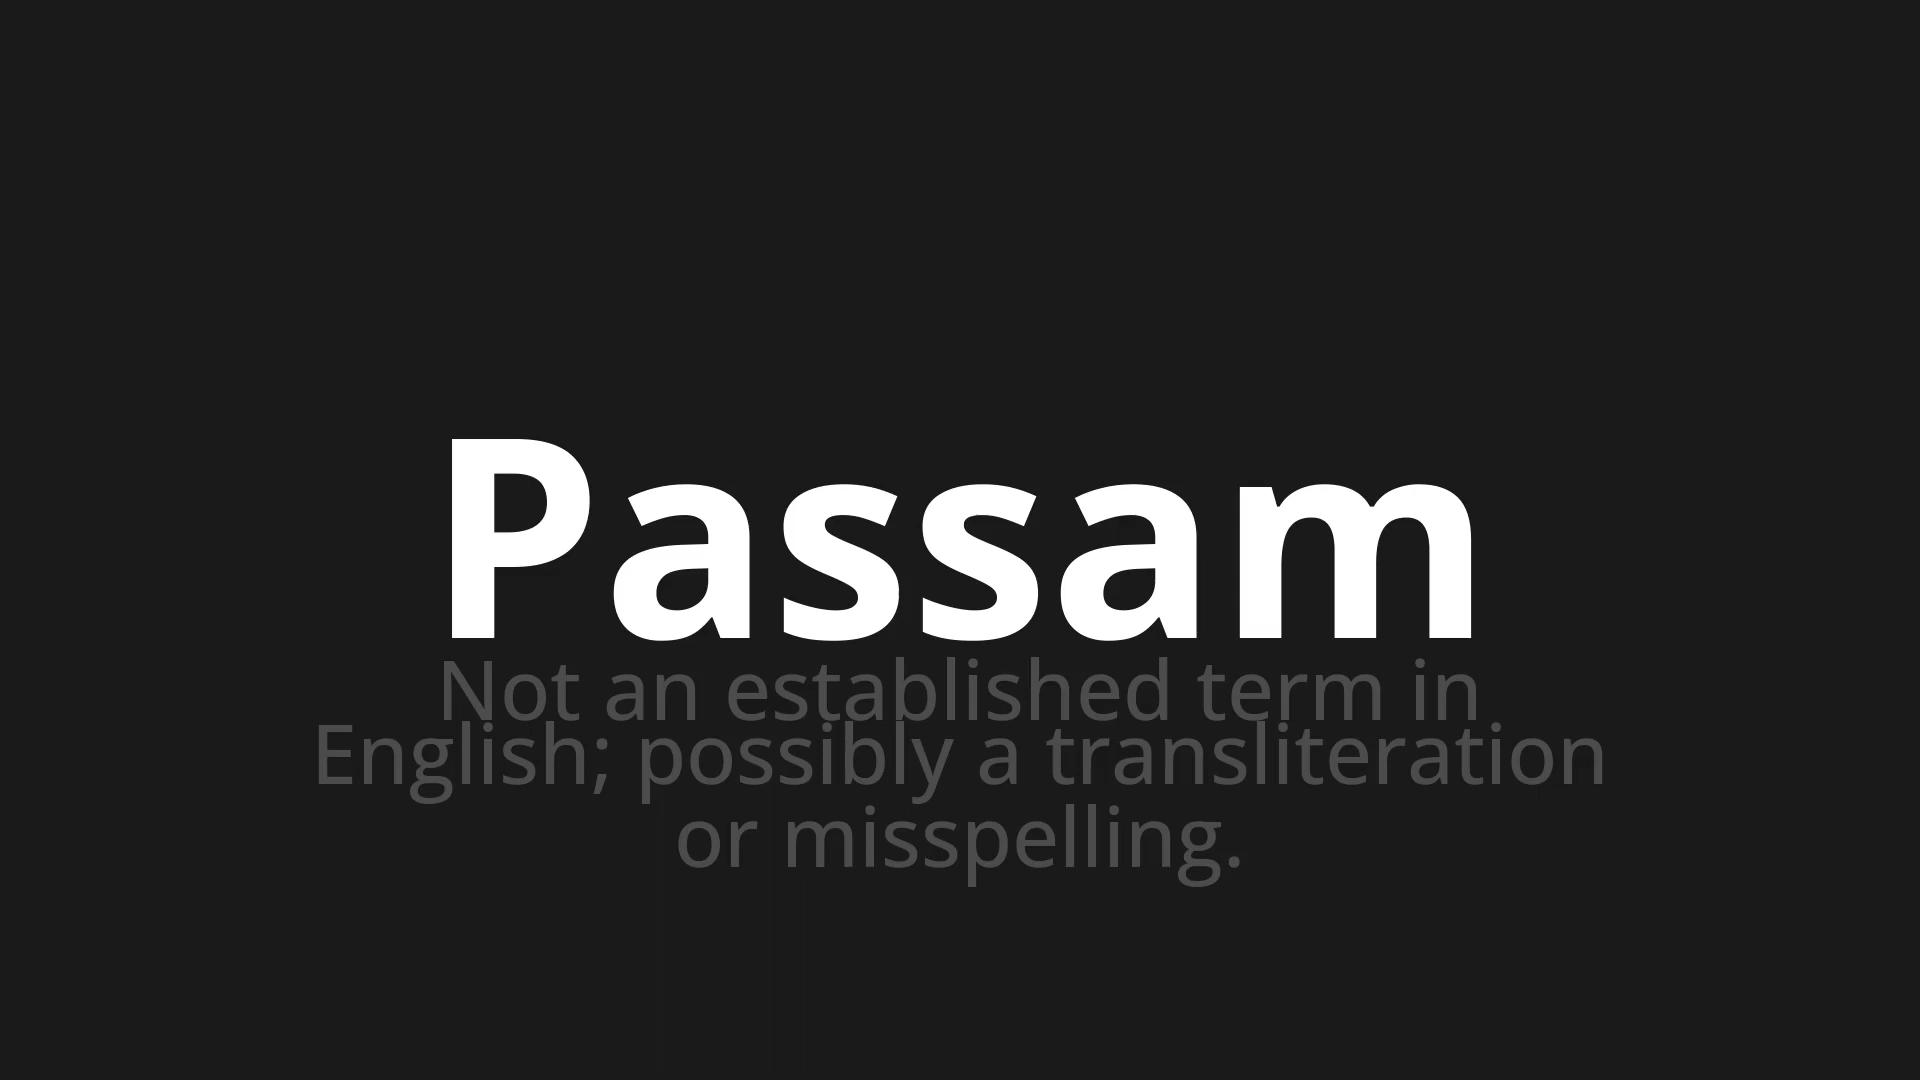 Passam
Not an established term in
English; possibly a transliteration
or misspelling.